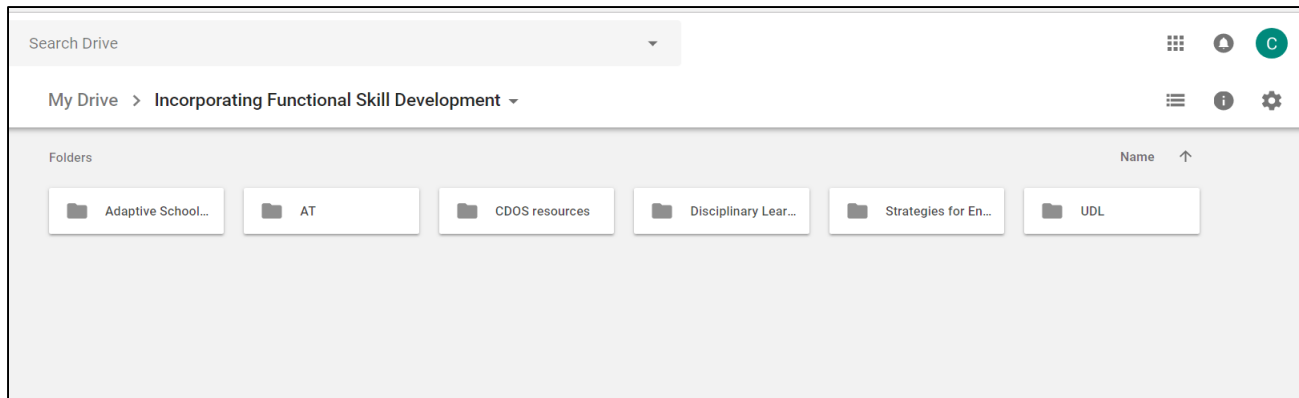 Search Drive
C
My Drive > Incorporating Functional Skill Development
Folders
Name
Adaptive School...
AT
CDOS resources
Disciplinary Lear...
Strategies for En...
UDL